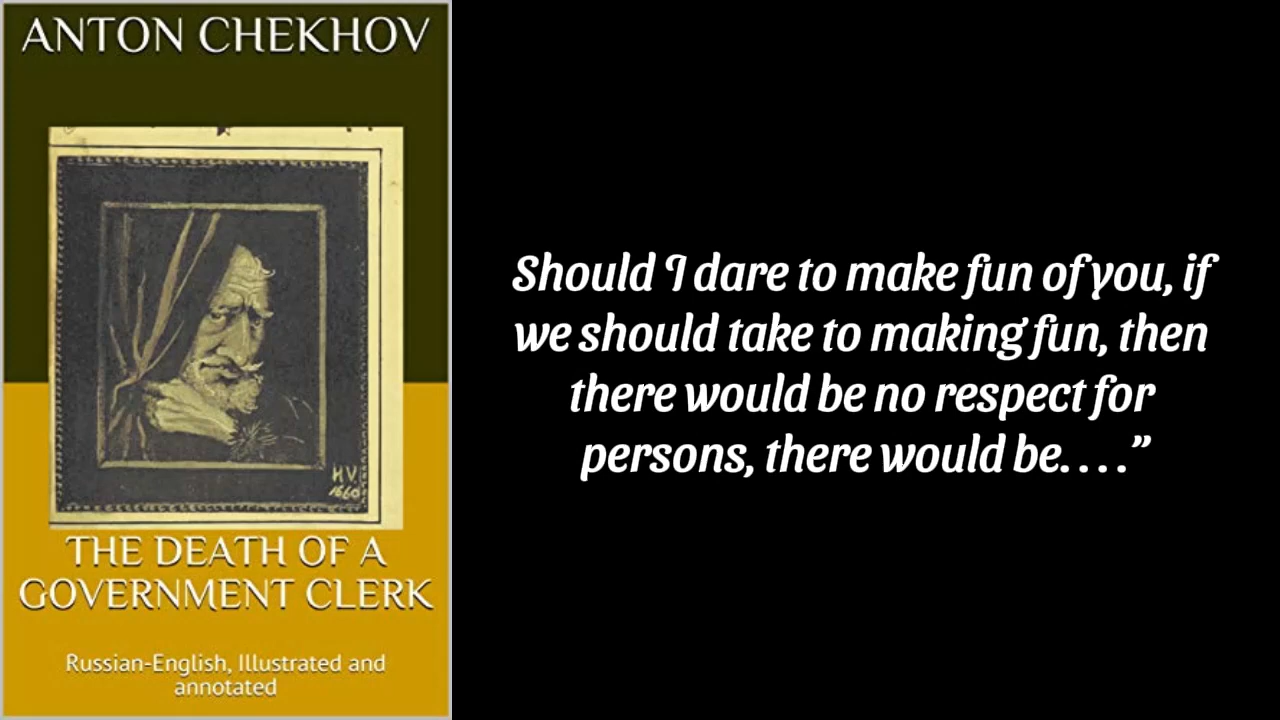 ANTON CHEKHOV
H.V.
1660
THE DEATH OF A
GOVERNMENT CLERK
Russian-English, Illustrated and
annotated
Should I dare to make fun of you, if
we should take to making fun, then
there would be no respect for
persons, there would be. . . .”